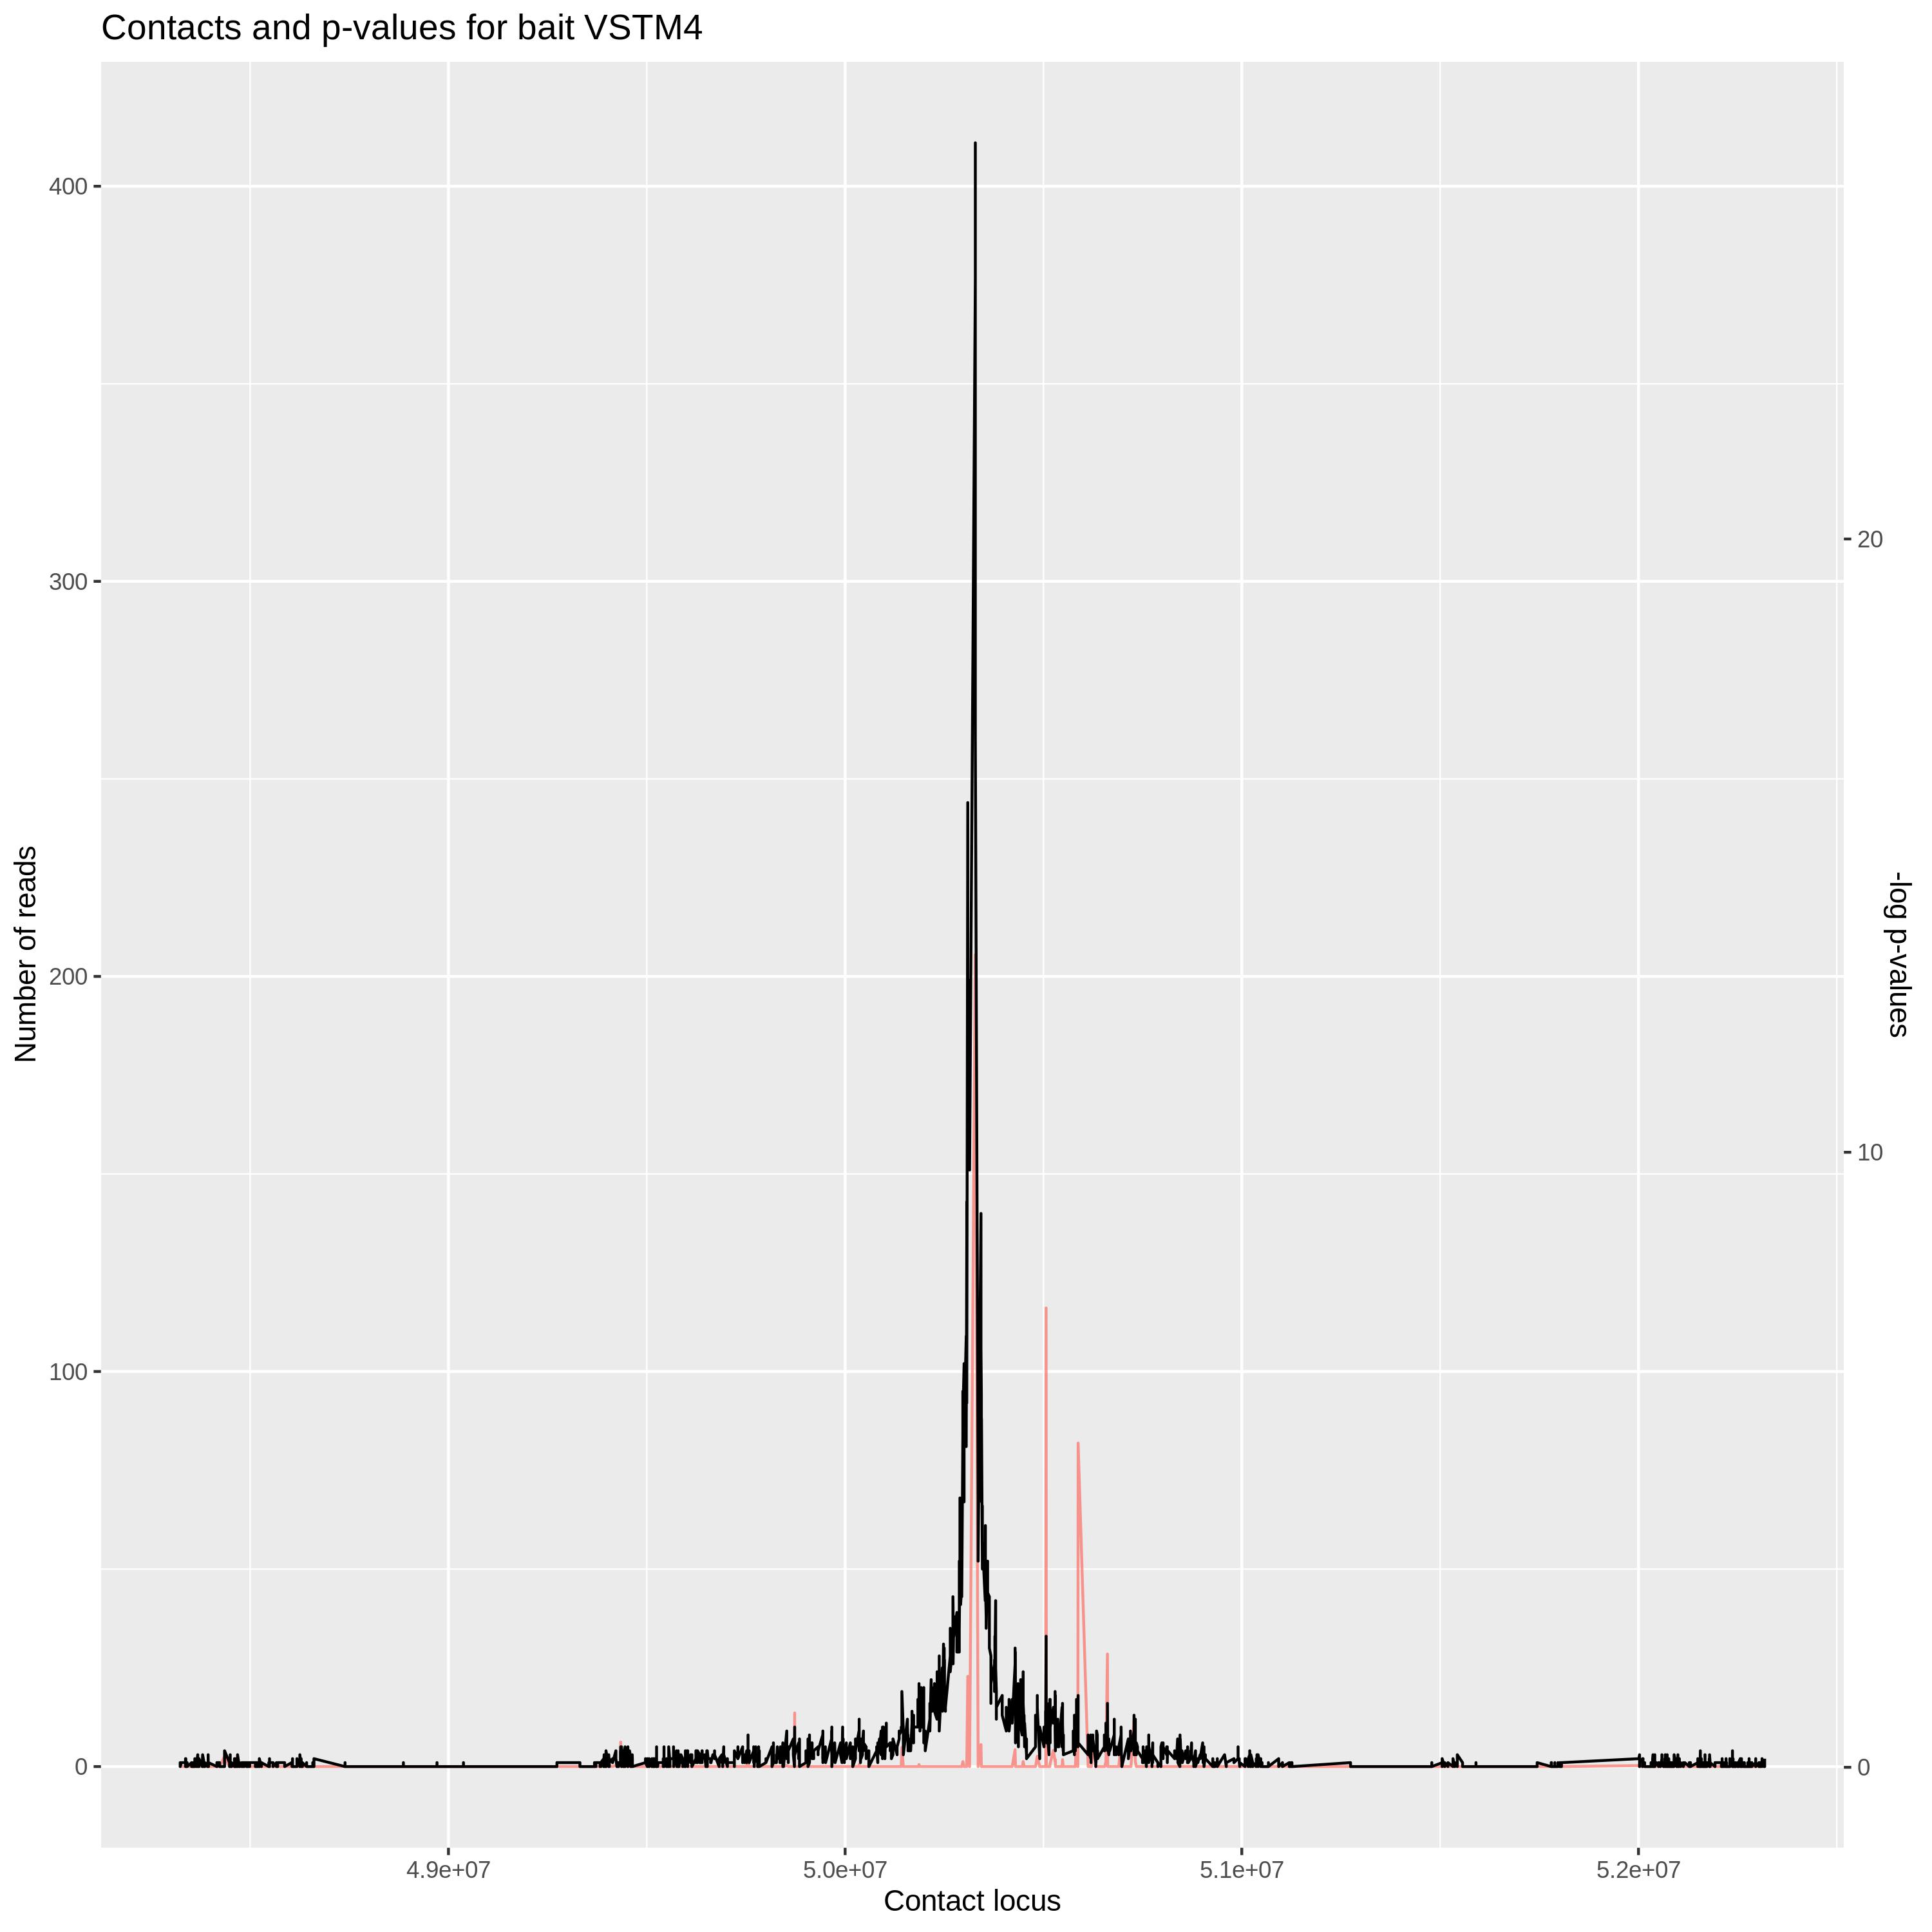 Contacts and p-values for bait VSTM4
400
300
200
100
0
Number of reads
20
10
0
-log p-values
4.9e+07
5.0e+07
5.1e+07
5.2e+07
Contact locus